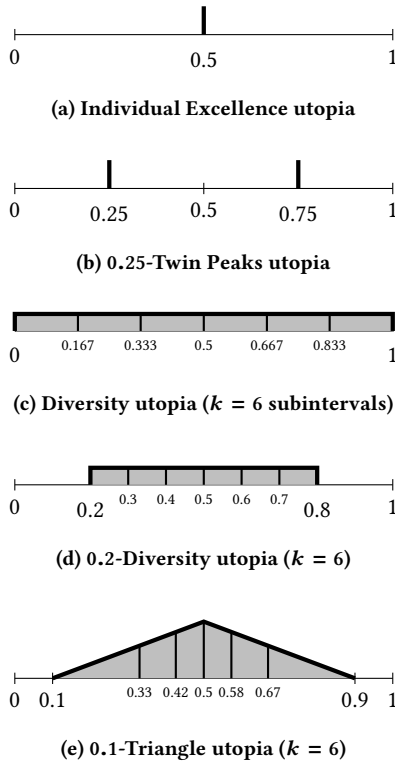 0 0.5 1
(a) Individual Excellence utopia
0 0.25 0.5 0.75 1
(b) 0.25-Twin Peaks utopia
0 0.167 0.333 0.5 0.667 0.833 1
(c) Diversity utopia (k = 6 subintervals)
0 0.2 0.3 0.4 0.5 0.6 0.7 0.8 1
(d) 0.2-Diversity utopia (k = 6)
0 0.1 0.33 0.42 0.5 0.58 0.67 0.9 1
(e) 0.1-Triangle utopia (k = 6)